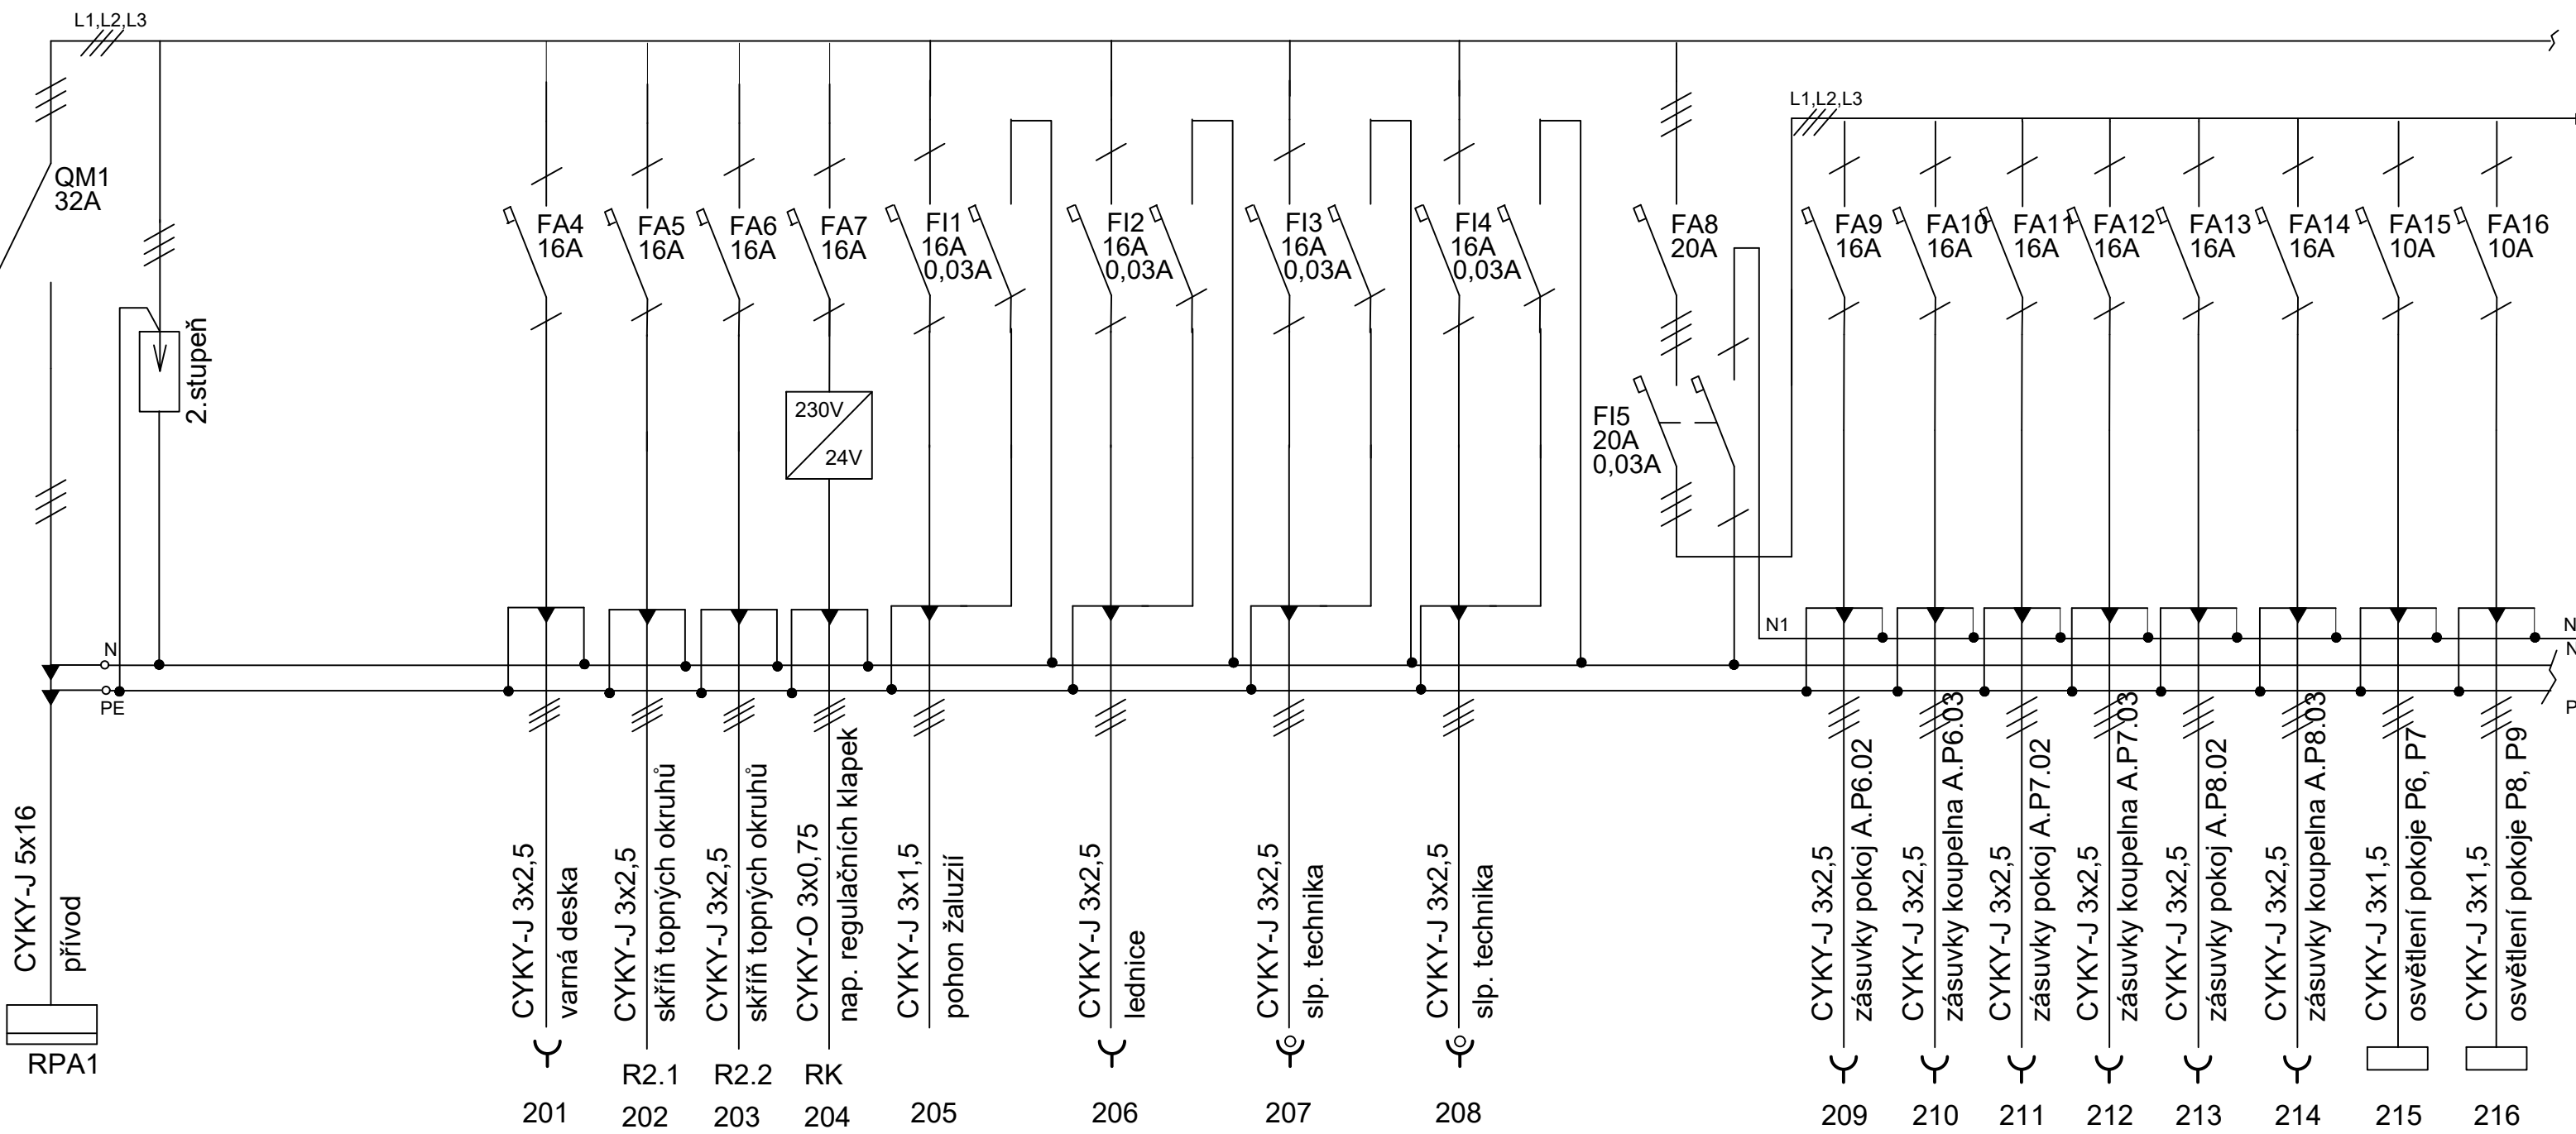 L1,L2,L3
L1,L2,L3
QM1
32A
2.stupeň
FA4
16A
FA5
16A
FA6
16A
FA7
16A
230V
24V
FI1
16A
0,03A
FI2
16A
0,03A
FI3
16A
0,03A
FI4
16A
0,03A
FA8
20A
FI5
20A
0,03A
FA9
16A
FA10
16A
FA11
16A
FA12
16A
FA13
16A
FA14
16A
FA15
10A
FA16
10A
N1
N
N
N
PE
P
CYKY-J 5x16
přívod
RPA1
CYKY-J 3x2,5
varná deska
201
CYKY-J 3x2,5
skříň topných okruhů
R2.1
202
CYKY-J 3x2,5
skříň topných okruhů
R2.2
203
CYKY-O 3x0,75
nap. regulačních klapek
RK
204
CYKY-J 3x1,5
pohon žaluzií
205
CYKY-J 3x2,5
lednice
206
CYKY-J 3x2,5
slp. technika
207
CYKY-J 3x2,5
slp. technika
208
CYKY-J 3x2,5
zásuvky pokoj A.P6.02
209
CYKY-J 3x2,5
zásuvky koupelna A.P6.03
210
CYKY-J 3x2,5
zásuvky pokoj A.P7.02
211
CYKY-J 3x2,5
zásuvky koupelna A.P7.03
212
CYKY-J 3x2,5
zásuvky pokoj A.P8.02
213
CYKY-J 3x2,5
zásuvky koupelna A.P8.03
214
CYKY-J 3x1,5
osvětlení pokoje P6, P7
215
CYKY-J 3x1,5
osvětlení pokoje P8, P9
216